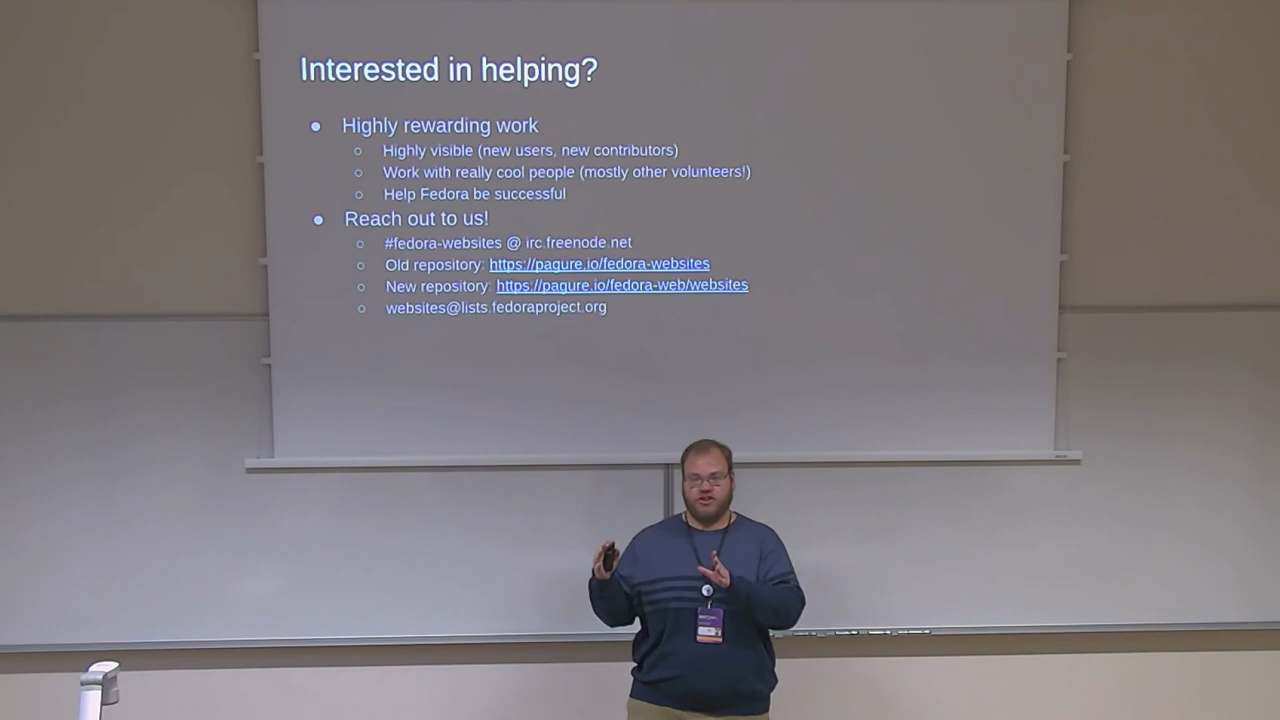 Interested in helping?
● Highly rewarding work
○ Highly visible (new users, new contributors)
○ Work with really cool people (mostly other volunteers!)
○ Help Fedora be successful
● Reach out to us!
○ #fedora-websites @ irc.freenode.net
○ Old repository: https://pagure.io/fedora-websites
○ New repository: https://pagure.io/fedora-web/websites
○ websites@lists.fedoraproject.org